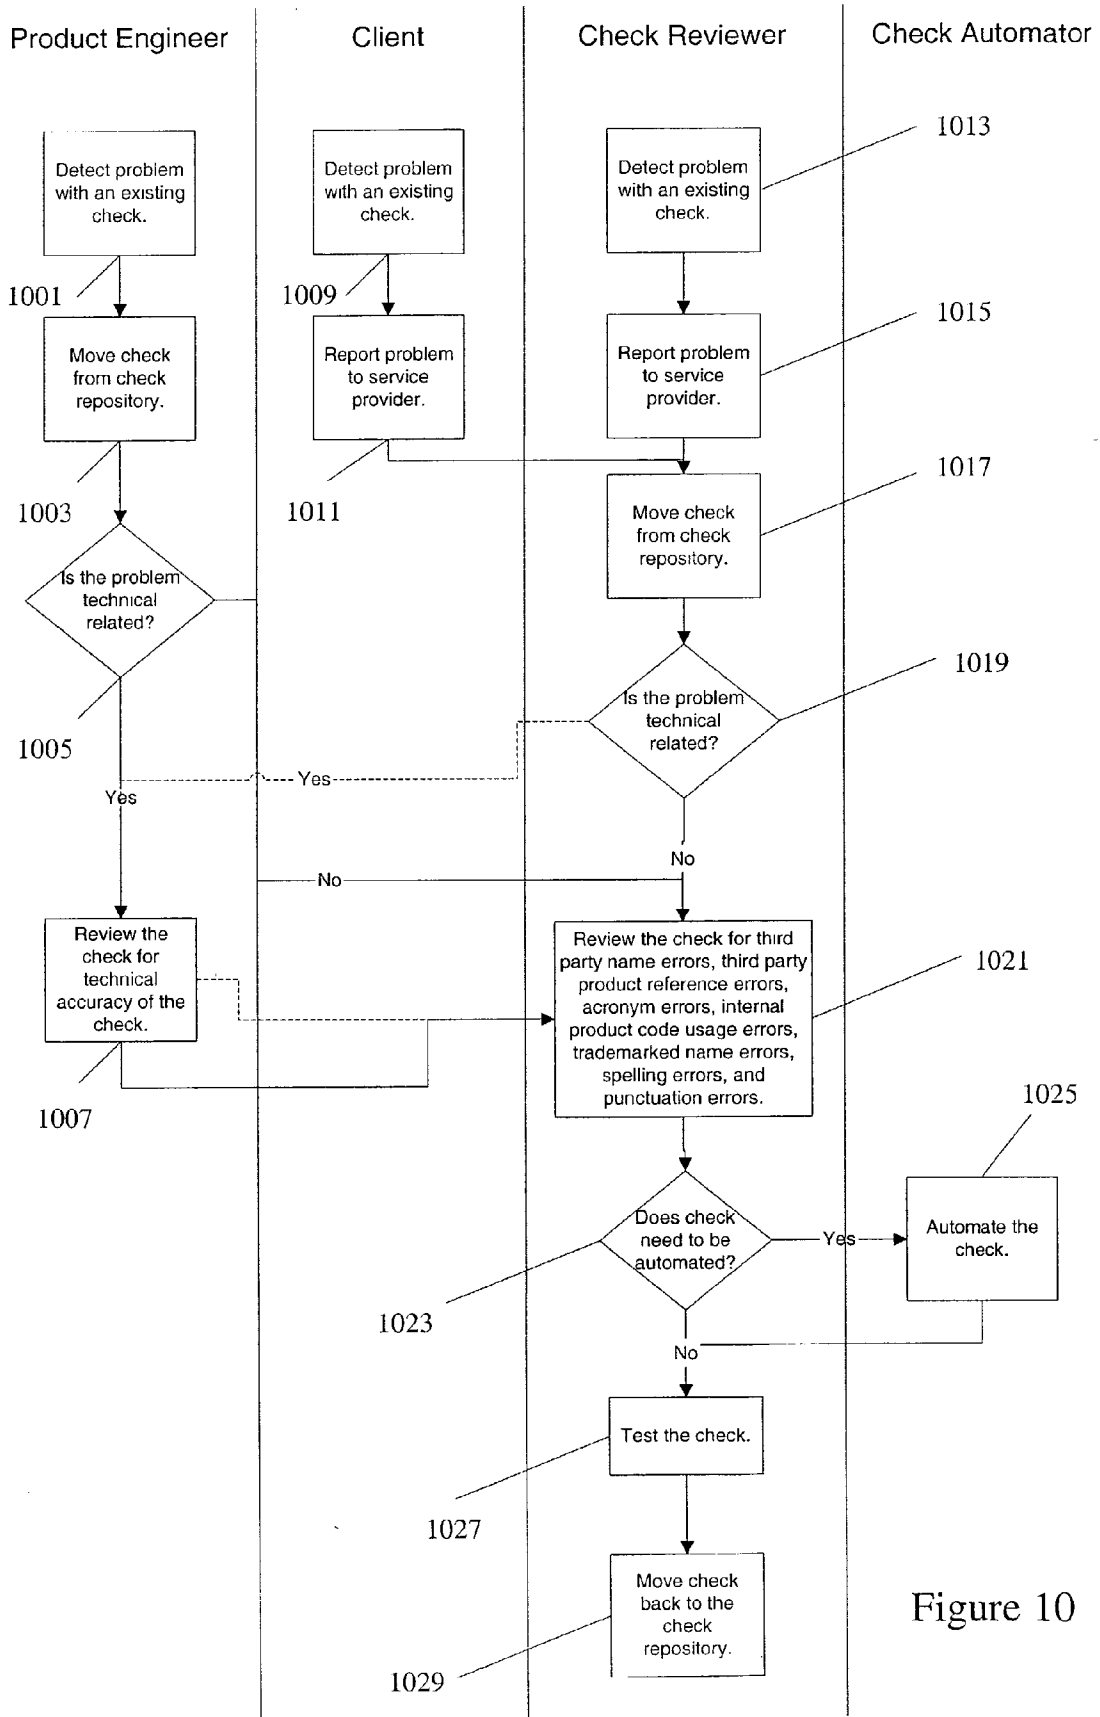 Product Engineer
Client
Check Reviewer
Check Automator
Detect problem
with an existing
check.
Detect problem
with an existing
check.
Detect problem
with an existing
check.
1013
1001
1009
Move check
from check
repository.
Report problem
to service
provider.
Report problem
to service
provider.
1015
1003
1011
Move check
from check
repository.
1017
Is the problem
technical
related?
1005
Is the problem
technical
related?
1019
Yes
Yes
No
No
Review the
check for
technical
accuracy of the
check.
1007
Review the check for third
party name errors, third party
product reference errors,
acronym errors, internal
product code usage errors,
trademarked name errors,
spelling errors, and
punctuation errors.
1021
1025
Does check
need to be
automated?
Yes
Automate the
check.
1023
No
Test the check.
1027
Move check
back to the
check
repository.
1029
Figure 10